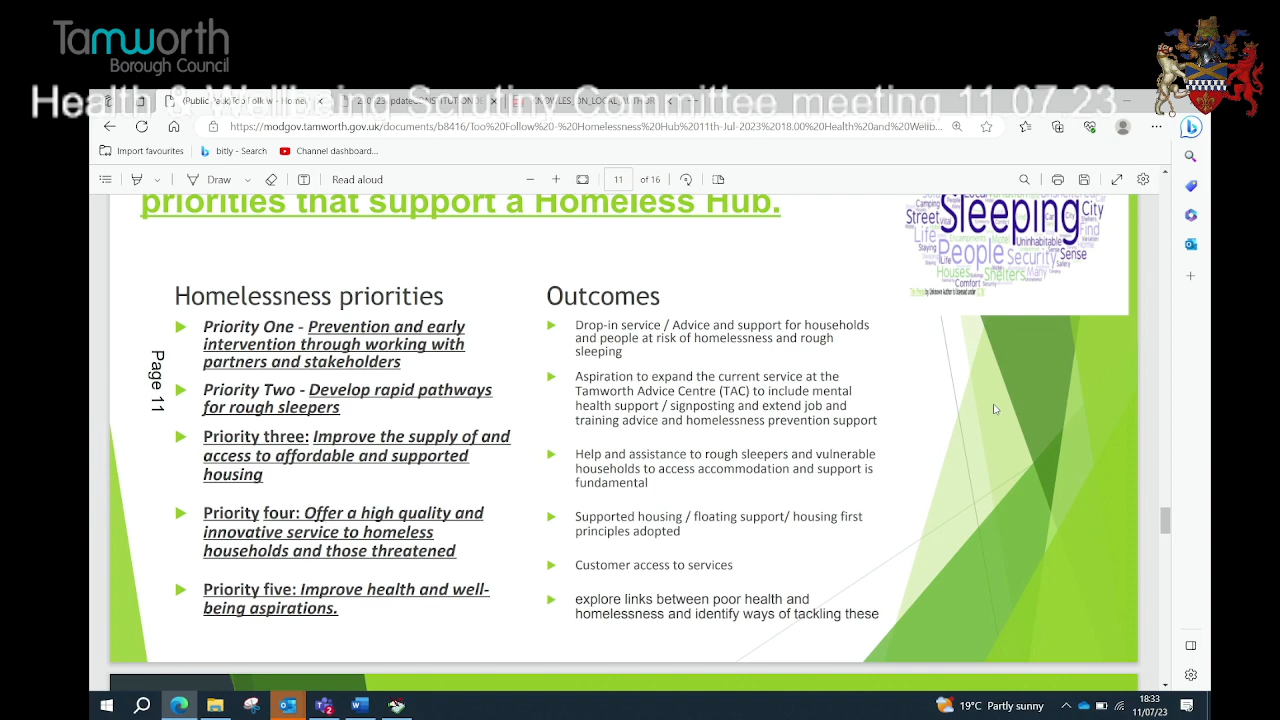 Tamworth
Borough Council
Health & Wellbeing Scrutiny Committee meeting 11.07.23
https://modgov.tamworth.gov.uk/documents/b8416/Too%20Follow%20-%20Homelessness%20Hub%2011th-Jul-2023%2018.00%20Health%20and%20Welib...
Import favourites
bitly - Search
Channel dashboard...
Draw
Read aloud
11
of 16
priorities that support a Homeless Hub.
Camping
Street
Sleeping
City
Life
Vital
Find
Staying
Uninhabitable
People
Security
Sense
Life
Safety
Houses
Shelters
Many
Comfort
Homelessness priorities
Priority One - Prevention and early
intervention through working with
partners and stakeholders
Priority Two - Develop rapid pathways
for rough sleepers
Priority three: Improve the supply of and
access to affordable and supported
housing
Priority four: Offer a high quality and
innovative service to homeless
households and those threatened
Priority five: Improve health and well-
being aspirations.
Page 11
Outcomes
Drop-in service / Advice and support for households
and people at risk of homelessness and rough
sleeping
Aspiration to expand the current service at the
Tamworth Advice Centre (TAC) to include mental
health support / signposting and extend job and
training advice and homelessness prevention support
Help and assistance to rough sleepers and vulnerable
households to access accommodation and support is
fundamental
Supported housing / floating support/ housing first
principles adopted
Customer access to services
explore links between poor health and
homelessness and identify ways of tackling these
19°C Partly sunny
18:33
11/07/23